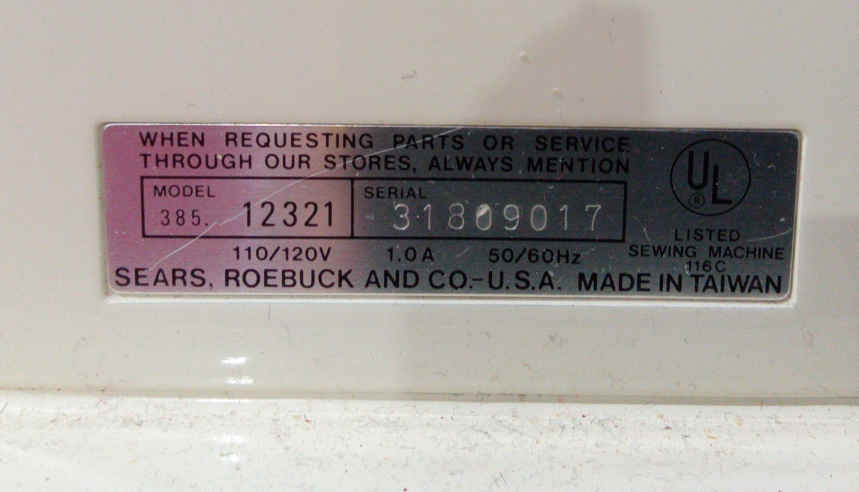 WHEN REQUESTING PARTS OR SERVICE
THROUGH OUR STORES, ALWAYS MENTION
MODEL
385. 12321
SERIAL
31809017
UL
®
LISTED
SEWING MACHINE
116C
110/120V 1.0A 50/60Hz
SEARS, ROEBUCK AND CO.-U.S.A. MADE IN TAIWAN